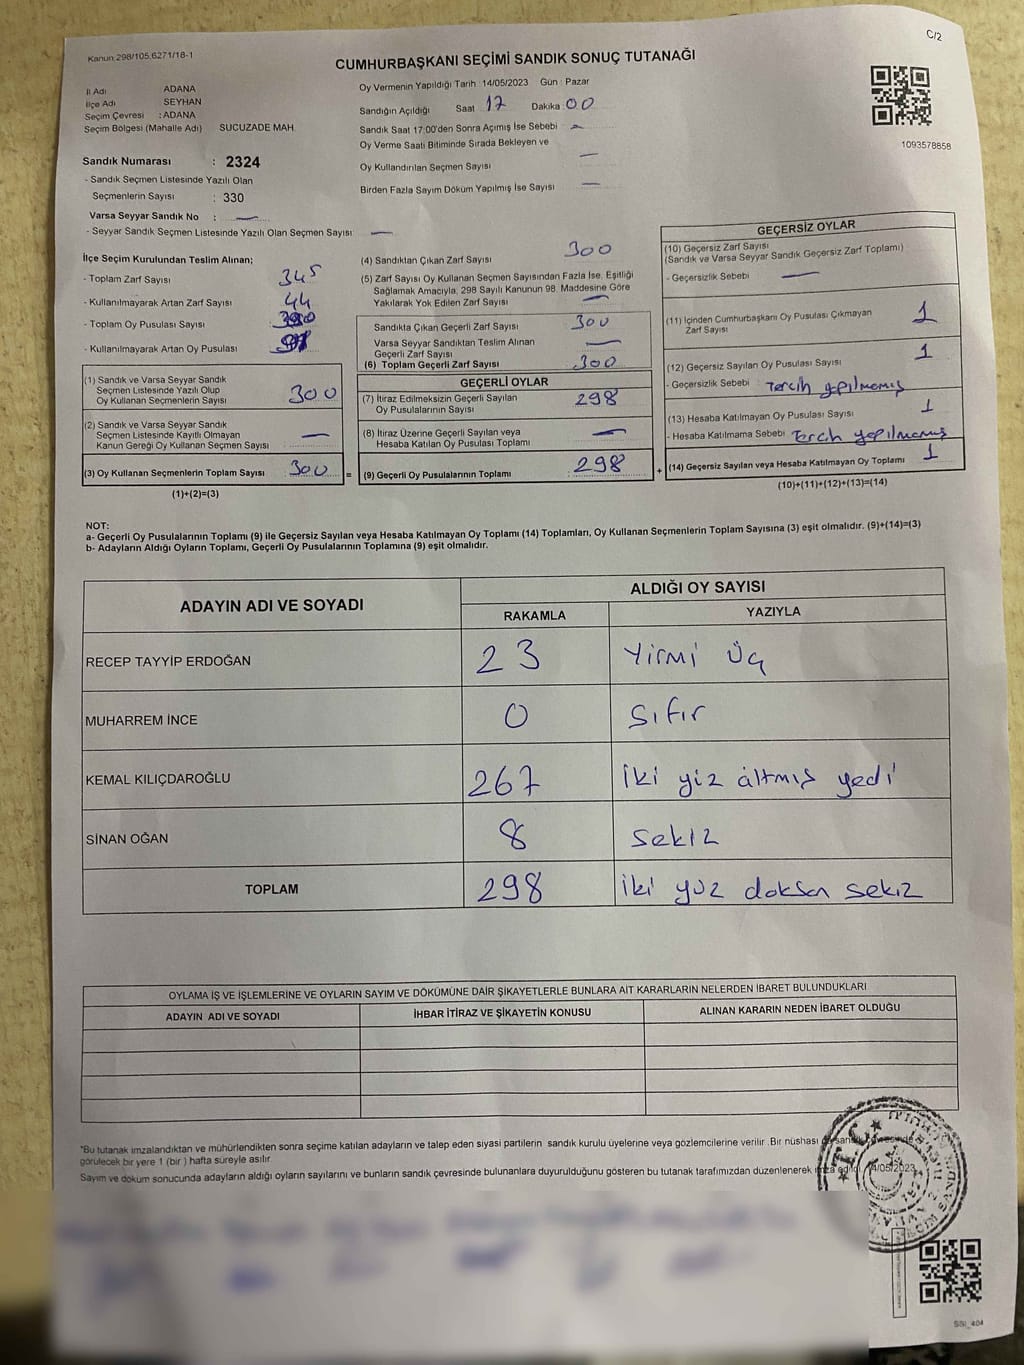 C/2
Kanun 298/105,6271/18-1
CUMHURBAŞKANI SEÇİMİ SANDIK SONUÇ TUTANAĞI
İl Adı ADANA
İlçe Adı SEYHAN
Seçim Çevresi : ADANA
Seçim Bölgesi (Mahalle Adı) SUCUZADE MAH.
Oy Vermenin Yapıldığı Tarih : 14/05/2023 Gün : Pazar
Sandığın Açıldığı Saat 17 Dakika 00
Sandık Saat 17:00'den Sonra Açımış İse Sebebi —
Oy Verme Saati Bitiminde Sırada Bekleyen ve
Oy Kullandırılan Seçmen Sayısı —
Birden Fazla Sayım Döküm Yapılmış İse Sayısı —
1093578858
Sandık Numarası : 2324
- Sandık Seçmen Listesinde Yazılı Olan
Seçmenlerin Sayısı : 330
Varsa Seyyar Sandık No : —
- Seyyar Sandık Seçmen Listesinde Yazılı Olan Seçmen Sayısı: —
İlçe Seçim Kurulundan Teslim Alınan;
- Toplam Zarf Sayısı 345
- Kullanılmayarak Artan Zarf Sayısı 44
- Toplam Oy Pusulası Sayısı
- Kullanılmayarak Artan Oy Pusulası
(1) Sandık ve Varsa Seyyar Sandık
Seçmen Listesinde Yazılı Olup
Oy Kullanan Seçmenlerin Sayısı 300
(2) Sandık ve Varsa Seyyar Sandık
Seçmen Listesinde Kayıtlı Olmayan
Kanun Gereği Oy Kullanan Seçmen Sayısı —
(3) Oy Kullanan Seçmenlerin Toplam Sayısı 300 =
(1)+(2)=(3)
(4) Sandıktan Çıkan Zarf Sayısı 300
(5) Zarf Sayısı Oy Kullanan Seçmen Sayısından Fazla İse, Eşitliği
Sağlamak Amacıyla, 298 Sayılı Kanunun 98. Maddesine Göre
Yakılarak Yok Edilen Zarf Sayısı —
Sandıkta Çıkan Geçerli Zarf Sayısı 300
Varsa Seyyar Sandıktan Teslim Alınan
Geçerli Zarf Sayısı —
(6) Toplam Geçerli Zarf Sayısı 300
GEÇERLİ OYLAR
(7) İtiraz Edilmeksizin Geçerli Sayılan
Oy Pusulalarının Sayısı 298
(8) İtiraz Üzerine Geçerli Sayılan veya
Hesaba Katılan Oy Pusulası Toplamı —
(9) Geçerli Oy Pusulalarının Toplamı 298 +
GEÇERSİZ OYLAR
(10) Geçersiz Zarf Sayısı
(Sandık ve Varsa Seyyar Sandık Geçersiz Zarf Toplamı)
- Geçersizlik Sebebi —
(11) İçinden Cumhurbaşkanı Oy Pusulası Çıkmayan
Zarf Sayısı 1
(12) Geçersiz Sayılan Oy Pusulası Sayısı 1
- Geçersizlik Sebebi : Tercih yapılmamış
(13) Hesaba Katılmayan Oy Pusulası Sayısı 1
- Hesaba Katılmama Sebebi Tercih yapılmamış
(14) Geçersiz Sayılan veya Hesaba Katılmayan Oy Toplamı 1
(10)+(11)+(12)+(13)=(14)
NOT:
a- Geçerli Oy Pusulalarının Toplamı (9) ile Geçersiz Sayılan veya Hesaba Katılmayan Oy Toplamı (14) Toplamları, Oy Kullanan Seçmenlerin Toplam Sayısına (3) eşit olmalıdır. (9)+(14)=(3)
b- Adayların Aldığı Oyların Toplamı, Geçerli Oy Pusulalarının Toplamına (9) eşit olmalıdır.
ADAYIN ADI VE SOYADI
ALDIĞI OY SAYISI
RAKAMLA YAZIYLA
RECEP TAYYİP ERDOĞAN 23 Yirmi Üç
MUHARREM İNCE 0 Sıfır
KEMAL KILIÇDAROĞLU 267 İki yiz altmış yedi
SİNAN OĞAN 8 Sekiz
TOPLAM 298 iki yüz doksan sekiz
OYLAMA İŞ VE İŞLEMLERİNE VE OYLARIN SAYIM VE DÖKÜMÜNE DAİR ŞİKAYETLERLE BUNLARA AİT KARARLARIN NELERDEN İBARET BULUNDUKLARI
ADAYIN ADI VE SOYADI İHBAR İTİRAZ VE ŞİKAYETİN KONUSU ALINAN KARARIN NEDEN İBARET OLDUĞU
*Bu tutanak imzalandıktan ve mühürlendikten sonra seçime katılan adayların ve talep eden siyasi partilerin sandık kurulu üyelerine veya gözlemcilerine verilir .Bir nüshası da sandık çevresinde
görülecek bir yere 1 (bir ) hafta süreyle asılır.
Sayım ve döküm sonucunda adayların aldığı oyların sayılarını ve bunların sandık çevresinde bulunanlara duyurulduğunu gösteren bu tutanak tarafımızdan düzenlenerek imza edildi. 14/05/2023
SSI_404